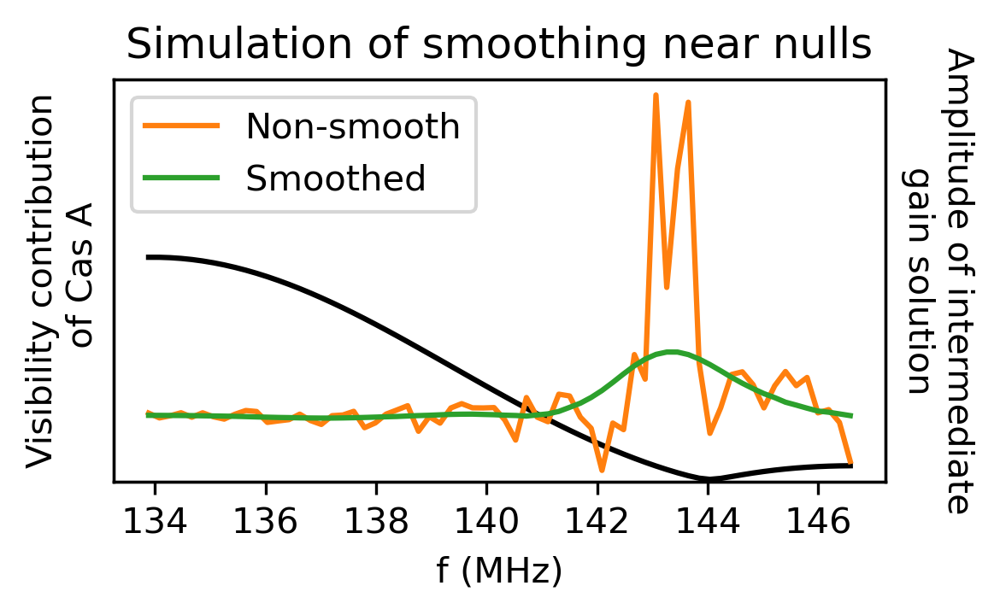 Simulation of smoothing near nulls
Non-smooth
Smoothed
Visibility contribution
of Cas A
Amplitude of intermediate
gain solution
134 136 138 140 142 144 146
f (MHz)